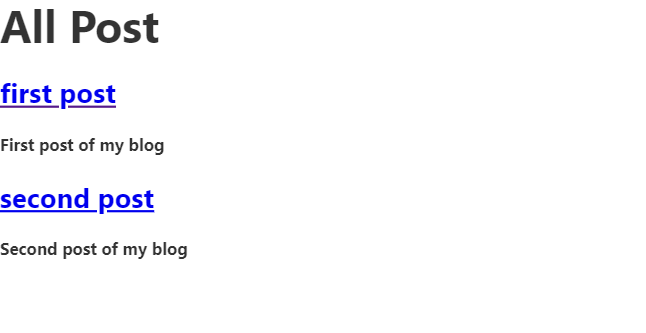 All Post
first post
First post of my blog
second post
Second post of my blog